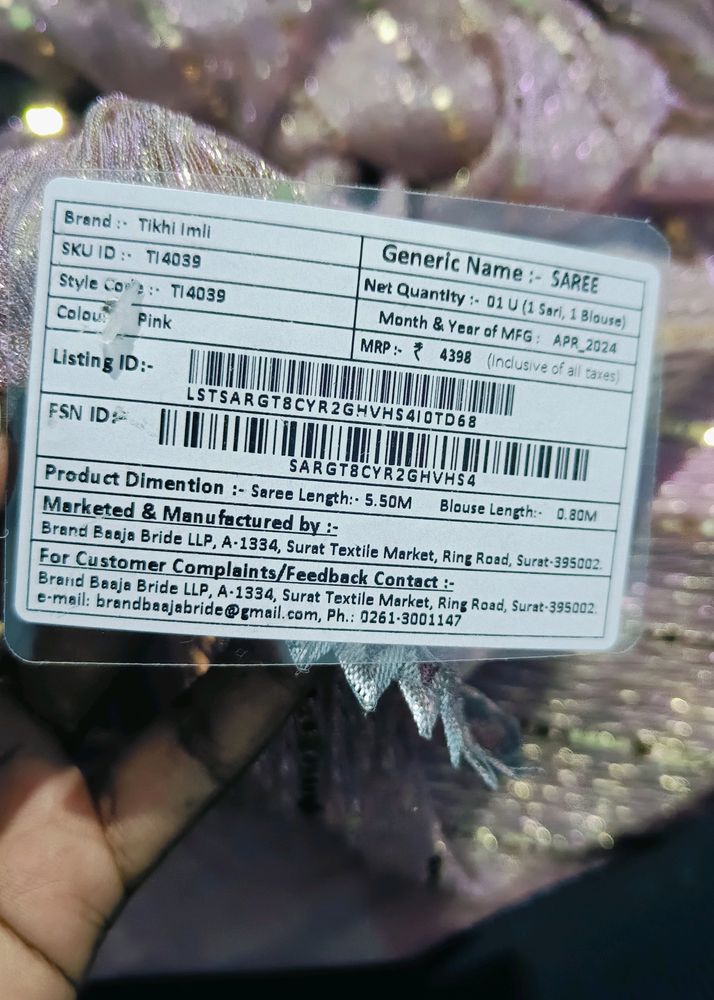 Brand :- Tikhi Imli
SKU ID :- TI4039
Style Code :- TI4039
Colou Pink
Generic Name :- SAREE
Net Quantity :- 01 U (1 Sari, 1 Blouse)
Month & Year of MFG : APR_2024
MRP:- ₹ 4398 (Inclusive of all taxes)
Listing ID:-
LSTSARGT8CYR2GHVHS4I0TD68
FSN ID:-
SARGT8CYR2GHVHS4
Product Dimention :- Saree Length:- 5.50M Blouse Length:- 0.80M
Marketed & Manufactured by :-
Brand Baaja Bride LLP, A-1334, Surat Textile Market, Ring Road, Surat-395002.
For Customer Complaints/Feedback Contact :-
Brand Baaja Bride LLP, A-1334, Surat Textile Market, Ring Road, Surat-395002.
e-mail: brandbaajabride@gmail.com, Ph.: 0261-3001147